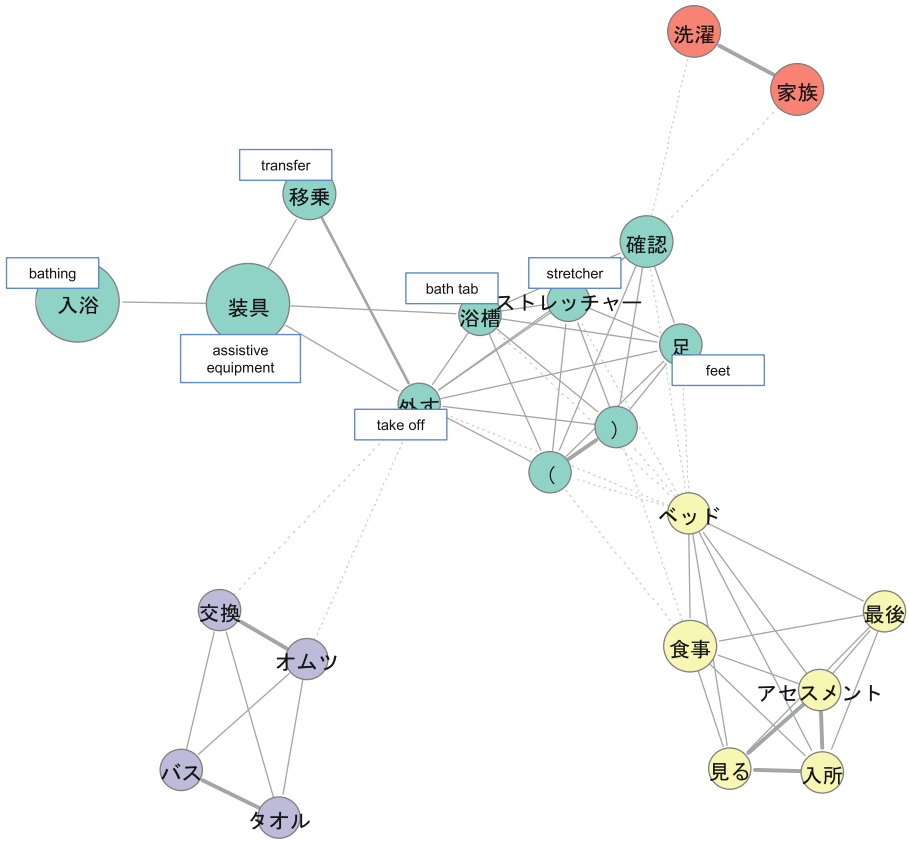 洗濯
家族
transfer
移乗
確認
bathing
入浴
装具
assistive
equipment
bath tab
浴槽
stretcher
ストレッチャー
足
feet
外す
take off
）
（
ベッド
交換
オムツ
バス
タオル
食事
最後
アセスメント
見る
入所